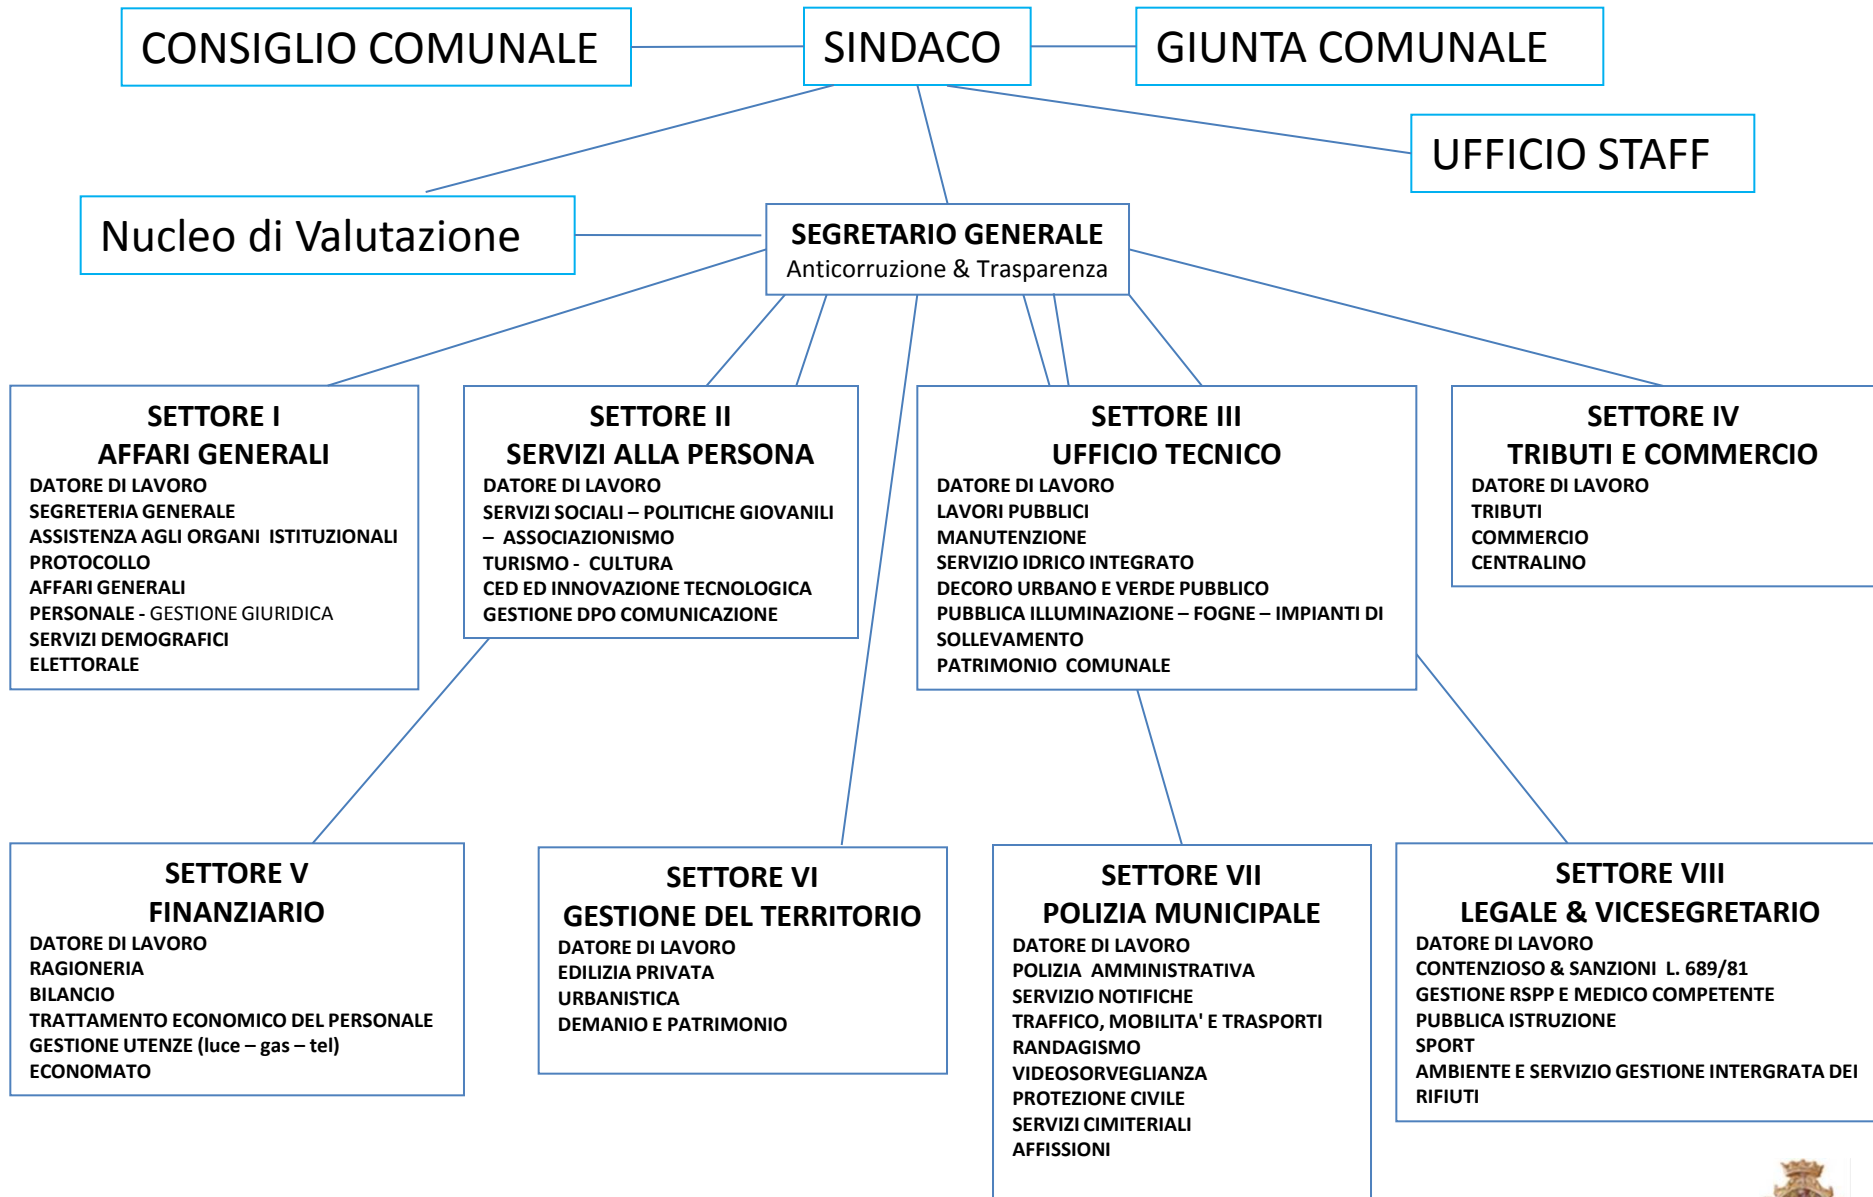 CONSIGLIO COMUNALE
SINDACO
GIUNTA COMUNALE
UFFICIO STAFF
Nucleo di Valutazione
SEGRETARIO GENERALE
Anticorruzione & Trasparenza
SETTORE I
AFFARI GENERALI
DATORE DI LAVORO
SEGRETERIA GENERALE
ASSISTENZA AGLI ORGANI ISTITUZIONALI
PROTOCOLLO
AFFARI GENERALI
PERSONALE - GESTIONE GIURIDICA
SERVIZI DEMOGRAFICI
ELETTORALE
SETTORE II
SERVIZI ALLA PERSONA
DATORE DI LAVORO
SERVIZI SOCIALI – POLITICHE GIOVANILI
– ASSOCIAZIONISMO
TURISMO - CULTURA
CED ED INNOVAZIONE TECNOLOGICA
GESTIONE DPO COMUNICAZIONE
SETTORE III
UFFICIO TECNICO
DATORE DI LAVORO
LAVORI PUBBLICI
MANUTENZIONE
SERVIZIO IDRICO INTEGRATO
DECORO URBANO E VERDE PUBBLICO
PUBBLICA ILLUMINAZIONE – FOGNE – IMPIANTI DI
SOLLEVAMENTO
PATRIMONIO COMUNALE
SETTORE IV
TRIBUTI E COMMERCIO
DATORE DI LAVORO
TRIBUTI
COMMERCIO
CENTRALINO
SETTORE V
FINANZIARIO
DATORE DI LAVORO
RAGIONERIA
BILANCIO
TRATTAMENTO ECONOMICO DEL PERSONALE
GESTIONE UTENZE (luce – gas – tel)
ECONOMATO
SETTORE VI
GESTIONE DEL TERRITORIO
DATORE DI LAVORO
EDILIZIA PRIVATA
URBANISTICA
DEMANIO E PATRIMONIO
SETTORE VII
POLIZIA MUNICIPALE
DATORE DI LAVORO
POLIZIA AMMINISTRATIVA
SERVIZIO NOTIFICHE
TRAFFICO, MOBILITA' E TRASPORTI
RANDAGISMO
VIDEOSORVEGLIANZA
PROTEZIONE CIVILE
SERVIZI CIMITERIALI
AFFISSIONI
SETTORE VIII
LEGALE & VICESEGRETARIO
DATORE DI LAVORO
CONTENZIOSO & SANZIONI L. 689/81
GESTIONE RSPP E MEDICO COMPETENTE
PUBBLICA ISTRUZIONE
SPORT
AMBIENTE E SERVIZIO GESTIONE INTERGRATA DEI
RIFIUTI